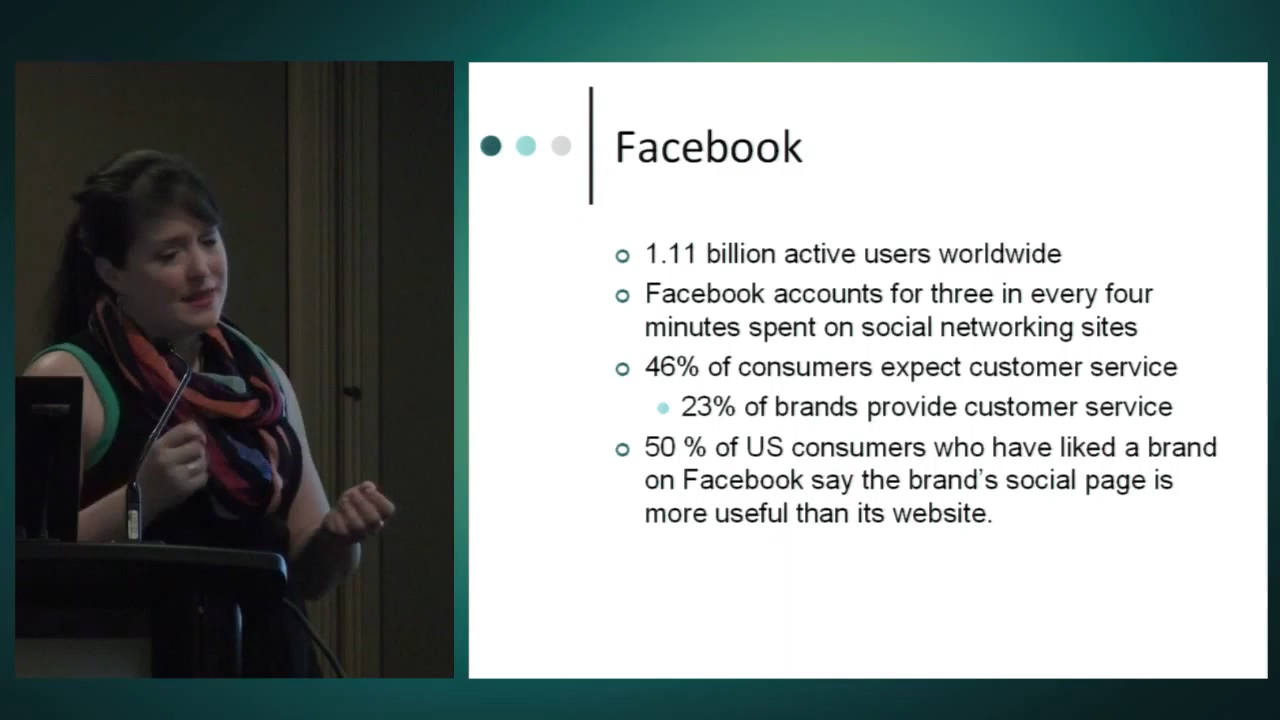 Facebook
1.11 billion active users worldwide
Facebook accounts for three in every four
minutes spent on social networking sites
46% of consumers expect customer service
23% of brands provide customer service
50 % of US consumers who have liked a brand
on Facebook say the brand's social page is
more useful than its website.